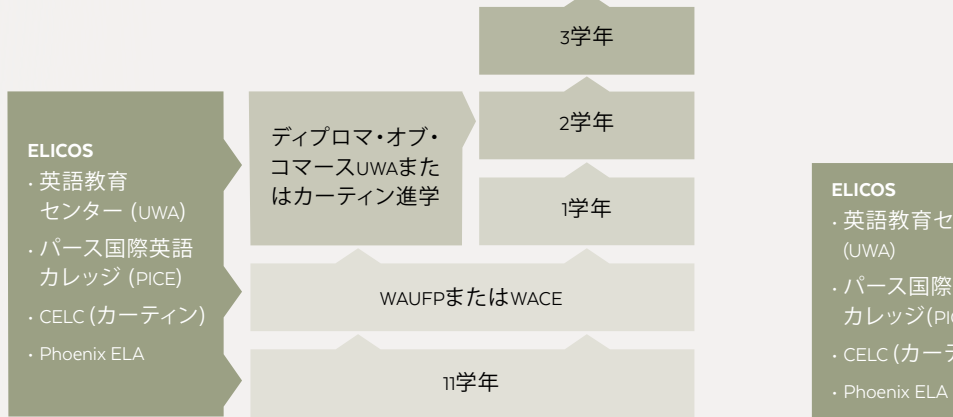 3学年
2学年
1学年
ELICOS
・英語教育
センター (UWA)
・パース国際英語
カレッジ (PICE)
・CELC (カーティン)
・Phoenix ELA
ディプロマ・オブ・
コマースUWAまた
はカーティン進学
WAUFPまたはWACE
11学年
ELICOS
・英語教育セ
(UWA)
・パース国際
カレッジ(PI
・CELC (カーテ
・Phoenix ELA